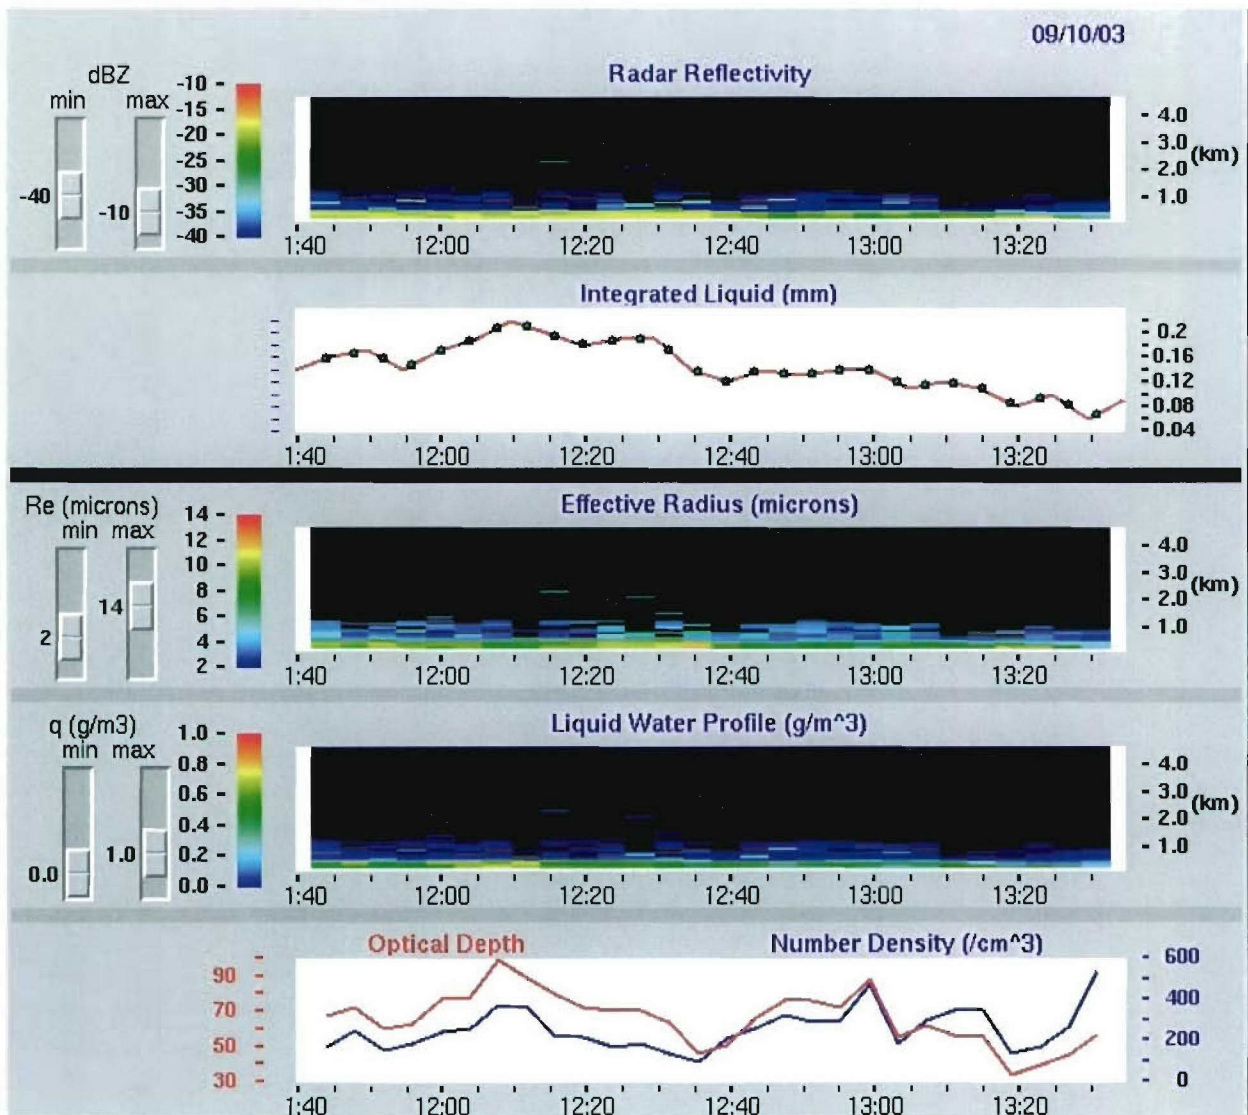 09/10/03
dBZ
min max
-40
-10
-10
-15
-20
-25
-30
-35
-40
Radar Reflectivity
4.0
3.0
2.0
1.0
(km)
1:40 12:00 12:20 12:40 13:00 13:20
Integrated Liquid (mm)
0.2
0.16
0.12
0.08
0.04
1:40 12:00 12:20 12:40 13:00 13:20
Re (microns)
min max
2
14
14
12
10
8
6
4
2
Effective Radius (microns)
4.0
3.0
2.0
1.0
(km)
1:40 12:00 12:20 12:40 13:00 13:20
q (g/m3)
min max
0.0
1.0
1.0
0.8
0.6
0.4
0.2
0.0
Liquid Water Profile (g/m^3)
4.0
3.0
2.0
1.0
(km)
1:40 12:00 12:20 12:40 13:00 13:20
Optical Depth
Number Density (/cm^3)
90
70
50
30
600
400
200
0
1:40 12:00 12:20 12:40 13:00 13:20